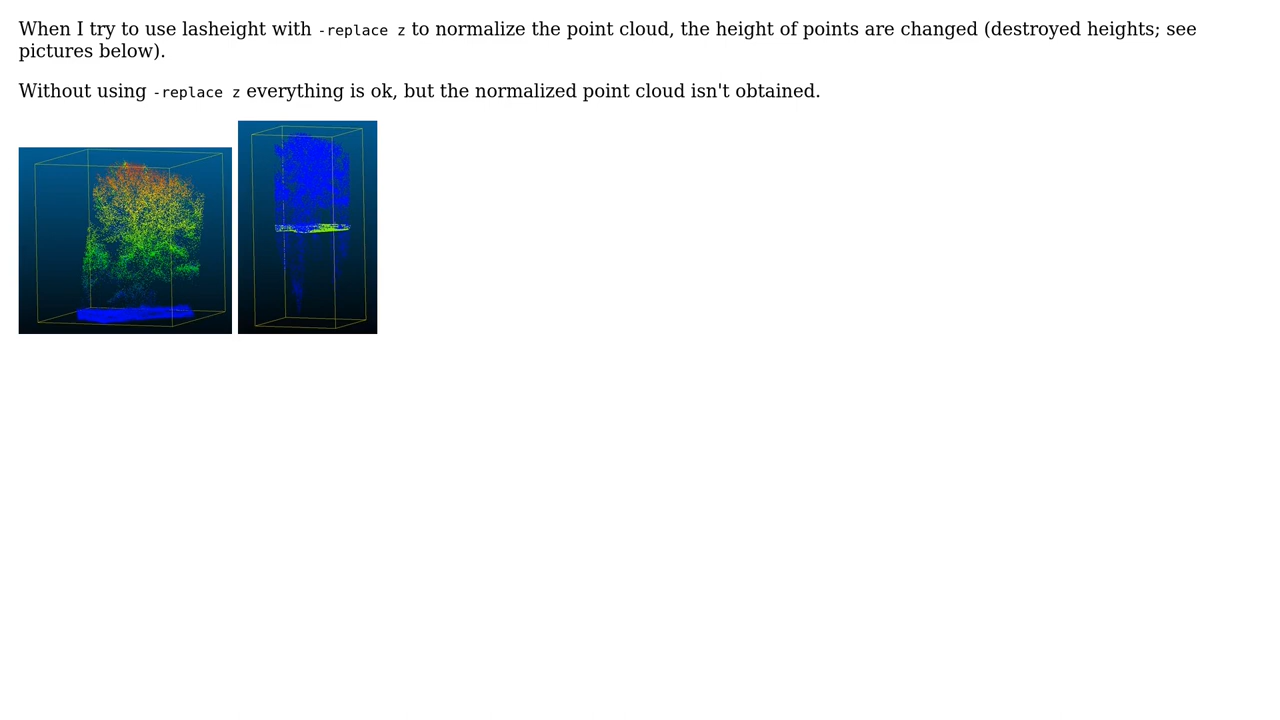 When I try to use lasheight with -replace z to normalize the point cloud, the height of points are changed (destroyed heights; see
pictures below).
Without using -replace z everything is ok, but the normalized point cloud isn't obtained.